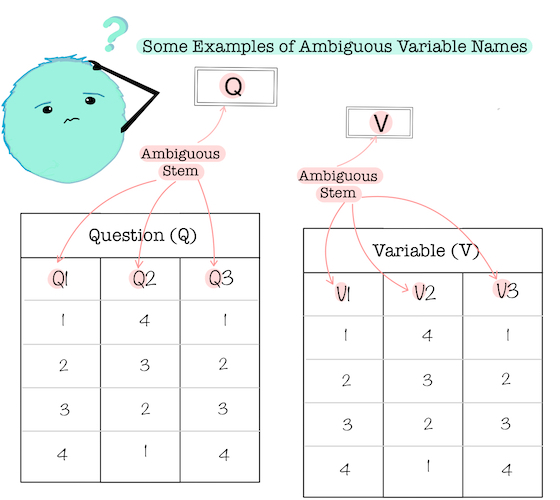 ?
Some Examples of Ambiguous Variable Names
Q
V
Ambiguous
Stem
Ambiguous
Stem
Question (Q)
Q1 Q2 Q3
1 4 1
2 3 2
3 2 3
4 1 4
Variable (V)
V1 V2 V3
1 4 1
2 3 2
3 2 3
4 1 4